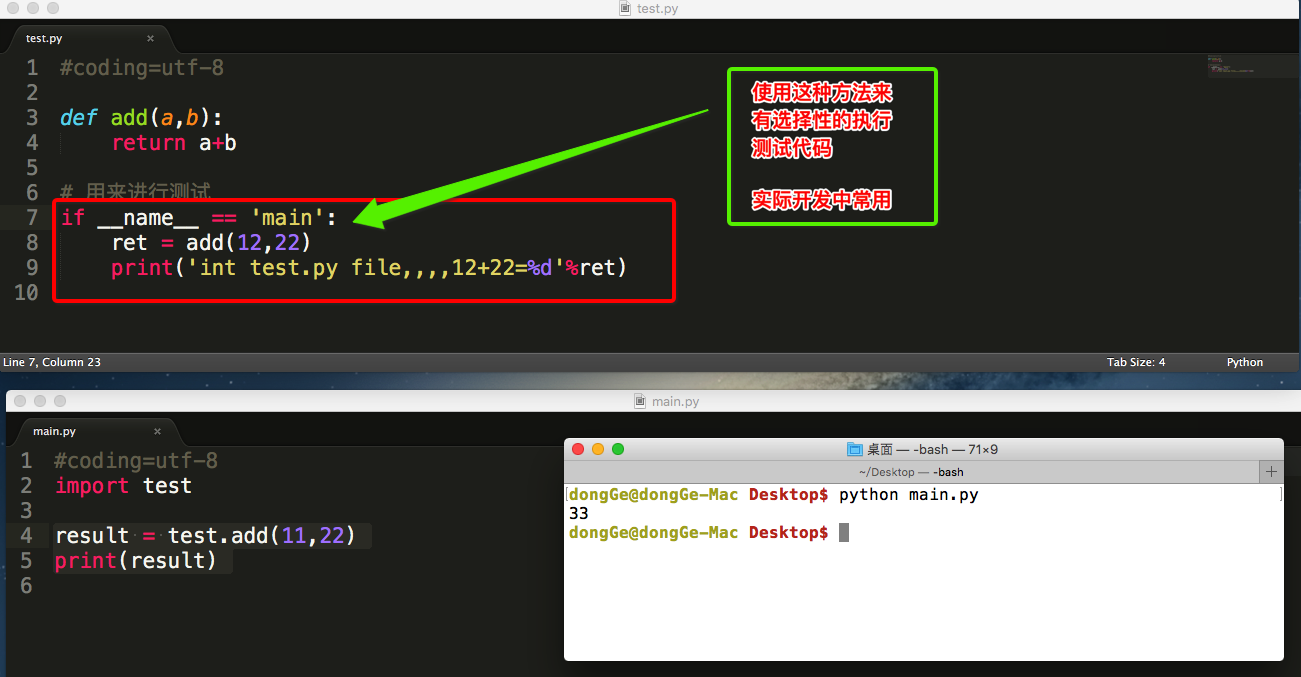 test.py
test.py ×
1 #coding=utf-8
2
3 def add(a,b):
4 return a+b
5
6 # 用来进行测试
7 if __name__ == 'main':
8 ret = add(12,22)
9 print('int test.py file,,,,12+22=%d'%ret)
10
使用这种方法来
有选择性的执行
测试代码
实际开发中常用
Line 7, Column 23 Tab Size: 4 Python
main.py
main.py ×
1 #coding=utf-8
2 import test
3
4 result = test.add(11,22)
5 print(result)
6
桌面 — -bash — 71×9
~/Desktop — -bash
dongGe@dongGe-Mac Desktop$ python main.py
33
dongGe@dongGe-Mac Desktop$